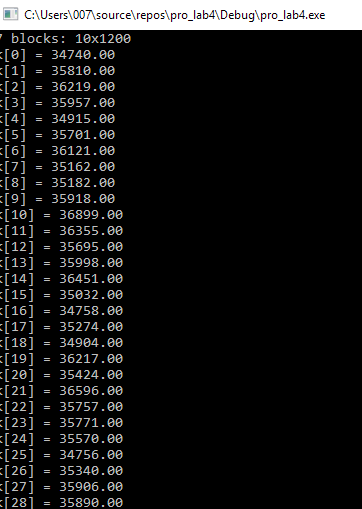 C:\Users\007\source\repos\pro_lab4\Debug\pro_lab4.exe
7 blocks: 10x1200
k[0] = 34740.00
k[1] = 35810.00
k[2] = 36219.00
k[3] = 35957.00
k[4] = 34915.00
k[5] = 35701.00
k[6] = 36121.00
k[7] = 35162.00
k[8] = 35182.00
k[9] = 35918.00
k[10] = 36899.00
k[11] = 36355.00
k[12] = 35695.00
k[13] = 35998.00
k[14] = 36451.00
k[15] = 35032.00
k[16] = 34758.00
k[17] = 35274.00
k[18] = 34904.00
k[19] = 36217.00
k[20] = 35424.00
k[21] = 36596.00
k[22] = 35757.00
k[23] = 35771.00
k[24] = 35570.00
k[25] = 34756.00
k[26] = 35340.00
k[27] = 35906.00
k[28] = 35890.00